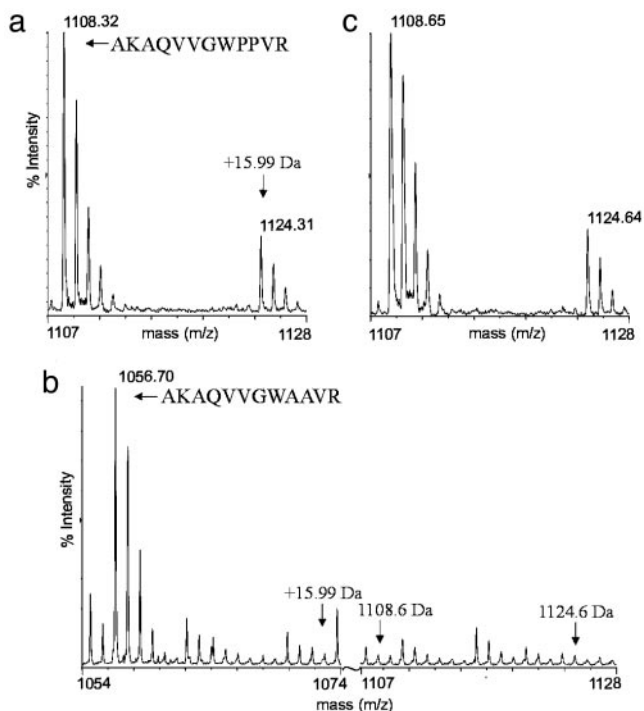 a
1108.32
← AKAQVVGWPPVR
+15.99 Da
1124.31
% Intensity
1107
mass (m/z)
1128
c
1108.65
1124.64
% Intensity
1107
mass (m/z)
1128
b
1056.70
← AKAQVVGWAAVR
+15.99 Da
1108.6 Da
1124.6 Da
% Intensity
1054
1074
1107
1128
mass (m/z)